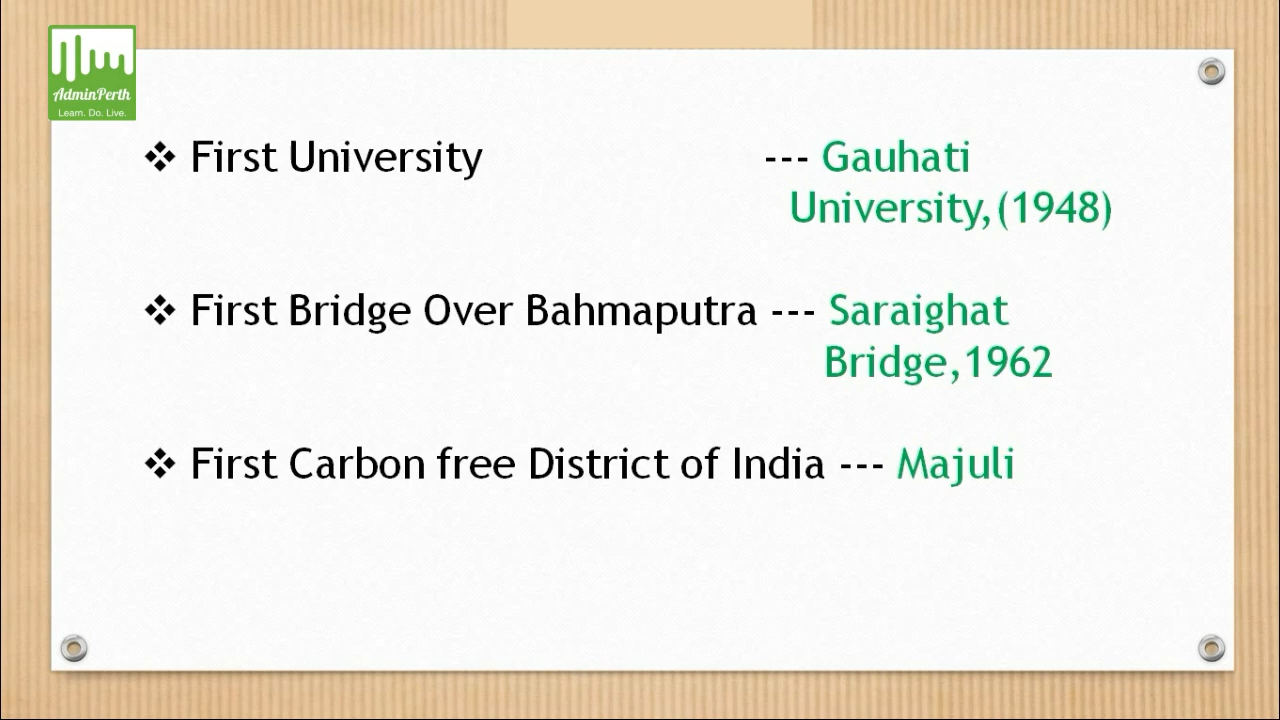 AdminPerth
Learn. Do. Live.
❖ First University --- Gauhati
University,(1948)
❖ First Bridge Over Bahmaputra --- Saraighat
Bridge,1962
❖ First Carbon free District of India --- Majuli